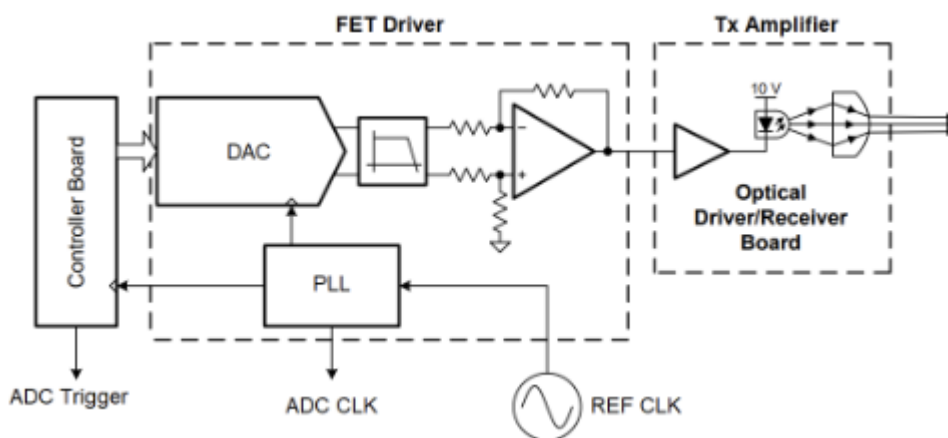 FET Driver
Tx Amplifier
Controller Board
DAC
10 V
Optical
Driver/Receiver
Board
PLL
ADC Trigger
ADC CLK
REF CLK
−
+